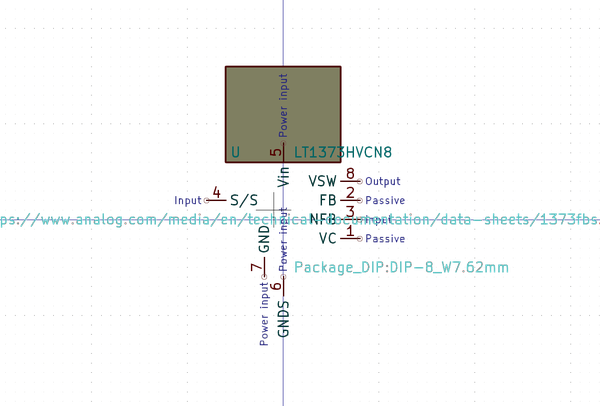 Power input
5
U
LT1373HVCN8
Vin
VSW
8
Output
Input
4
S/S
FB
2
Passive
ps://www.analog.com/media/en/technical-documentation/data-sheets/1373fbs.
NFB
3
Input
GND
7
Power input
VC
1
Passive
Power input
6
GNDS
Package_DIP:DIP-8_W7.62mm